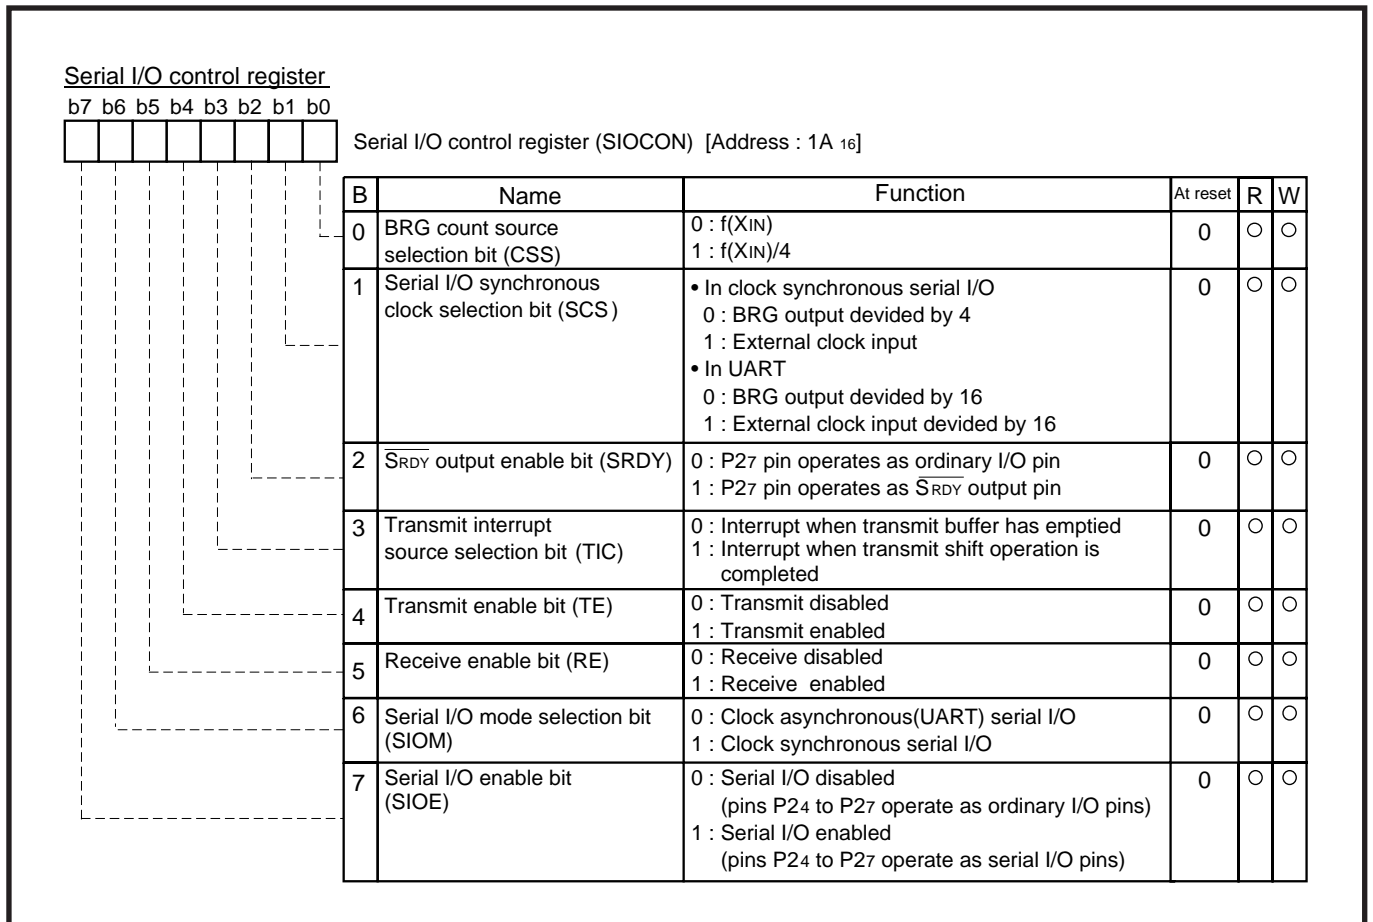 Serial I/O control register
b7 b6 b5 b4 b3 b2 b1 b0
Serial I/O control register (SIOCON) [Address : 1A 16]
B Name Function At reset R W
0 BRG count source selection bit (CSS) 0 : f(XIN) 0 ○ ○
1 : f(XIN)/4
1 Serial I/O synchronous clock selection bit (SCS) • In clock synchronous serial I/O 0 ○ ○
0 : BRG output devided by 4
1 : External clock input
• In UART
0 : BRG output devided by 16
1 : External clock input devided by 16
2 SRDY output enable bit (SRDY) 0 : P27 pin operates as ordinary I/O pin 0 ○ ○
1 : P27 pin operates as SRDY output pin
3 Transmit interrupt source selection bit (TIC) 0 : Interrupt when transmit buffer has emptied 0 ○ ○
1 : Interrupt when transmit shift operation is
completed
4 Transmit enable bit (TE) 0 : Transmit disabled 0 ○ ○
1 : Transmit enabled
5 Receive enable bit (RE) 0 : Receive disabled 0 ○ ○
1 : Receive enabled
6 Serial I/O mode selection bit (SIOM) 0 : Clock asynchronous(UART) serial I/O 0 ○ ○
1 : Clock synchronous serial I/O
7 Serial I/O enable bit (SIOE) 0 : Serial I/O disabled 0 ○ ○
(pins P24 to P27 operate as ordinary I/O pins)
1 : Serial I/O enabled
(pins P24 to P27 operate as serial I/O pins)